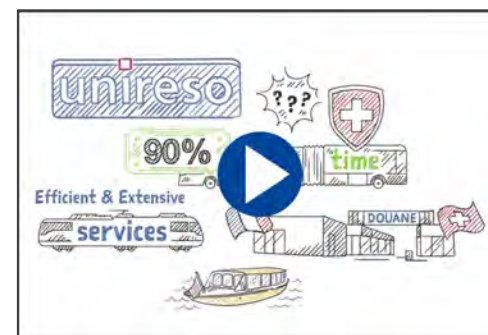 unireso
???
90%
"time"
Efficient & Extensive
services
DOUANE